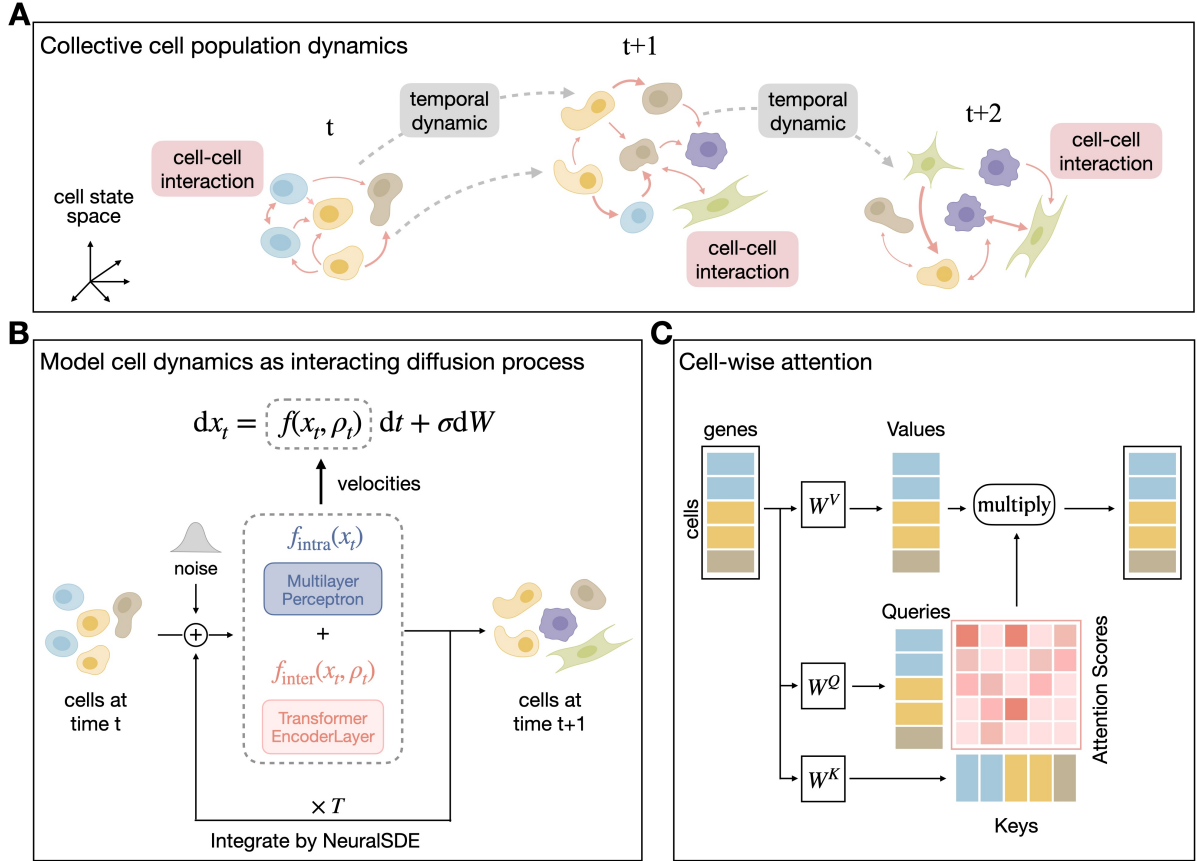 A
Collective cell population dynamics
t
t+1
t+2
temporal
dynamic
temporal
dynamic
cell-cell
interaction
cell-cell
interaction
cell-cell
interaction
cell state
space
B
Model cell dynamics as interacting diffusion process
dx_t = f(x_t, ρ_t) dt + σdW
velocities
noise
f_intra(x_t)
Multilayer
Perceptron
+
+
f_inter(x_t, ρ_t)
Transformer
EncoderLayer
cells at
time t
cells at
time t+1
× T
Integrate by NeuralSDE
C
Cell-wise attention
genes
cells
Values
W^V
multiply
Queries
W^Q
Attention Scores
W^K
Keys